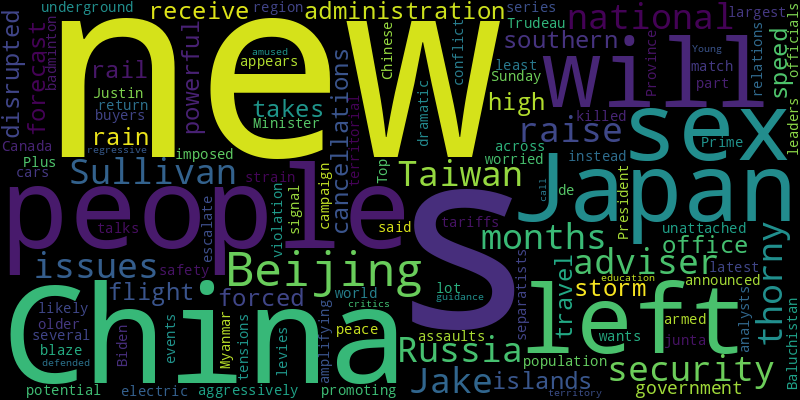 underground
receive
region
administration
series
largest
Trudeau
national
new
will
disrupted
forecast
badminton
powerful
rail
Justin
return
buyers
rain
regressive
Canada
Plus
cars
imposed
amused
appears
takes
Minister
cancellations
territorial
Chinese
dramatic
conflict
least
Sunday
southern
high
raise
across
worried
killed
Province
Young
match
part
relations
speed
officials
leaders
sex
instead
Prime
Sullivan
strain
people
talks
Top
Taiwan
S
tariffs
said
signal
campaign
violation
escalate
Japan
President
unattached
months
office
thorny
issues
safety
flight
forced
Beijing
world
peace
lot
guidance
call
de
adviser
latest
announced
education
storm
travel
separatists
analysts
Baluchistan
likely
older
several
blaze
Biden
events
Myanmar
tensions
levies
amplifying
critics
assaults
Russia
left
population
wants
armed
junta
security
government
China
defended
potential
electric
aggressively
promoting
Jake
islands
territory